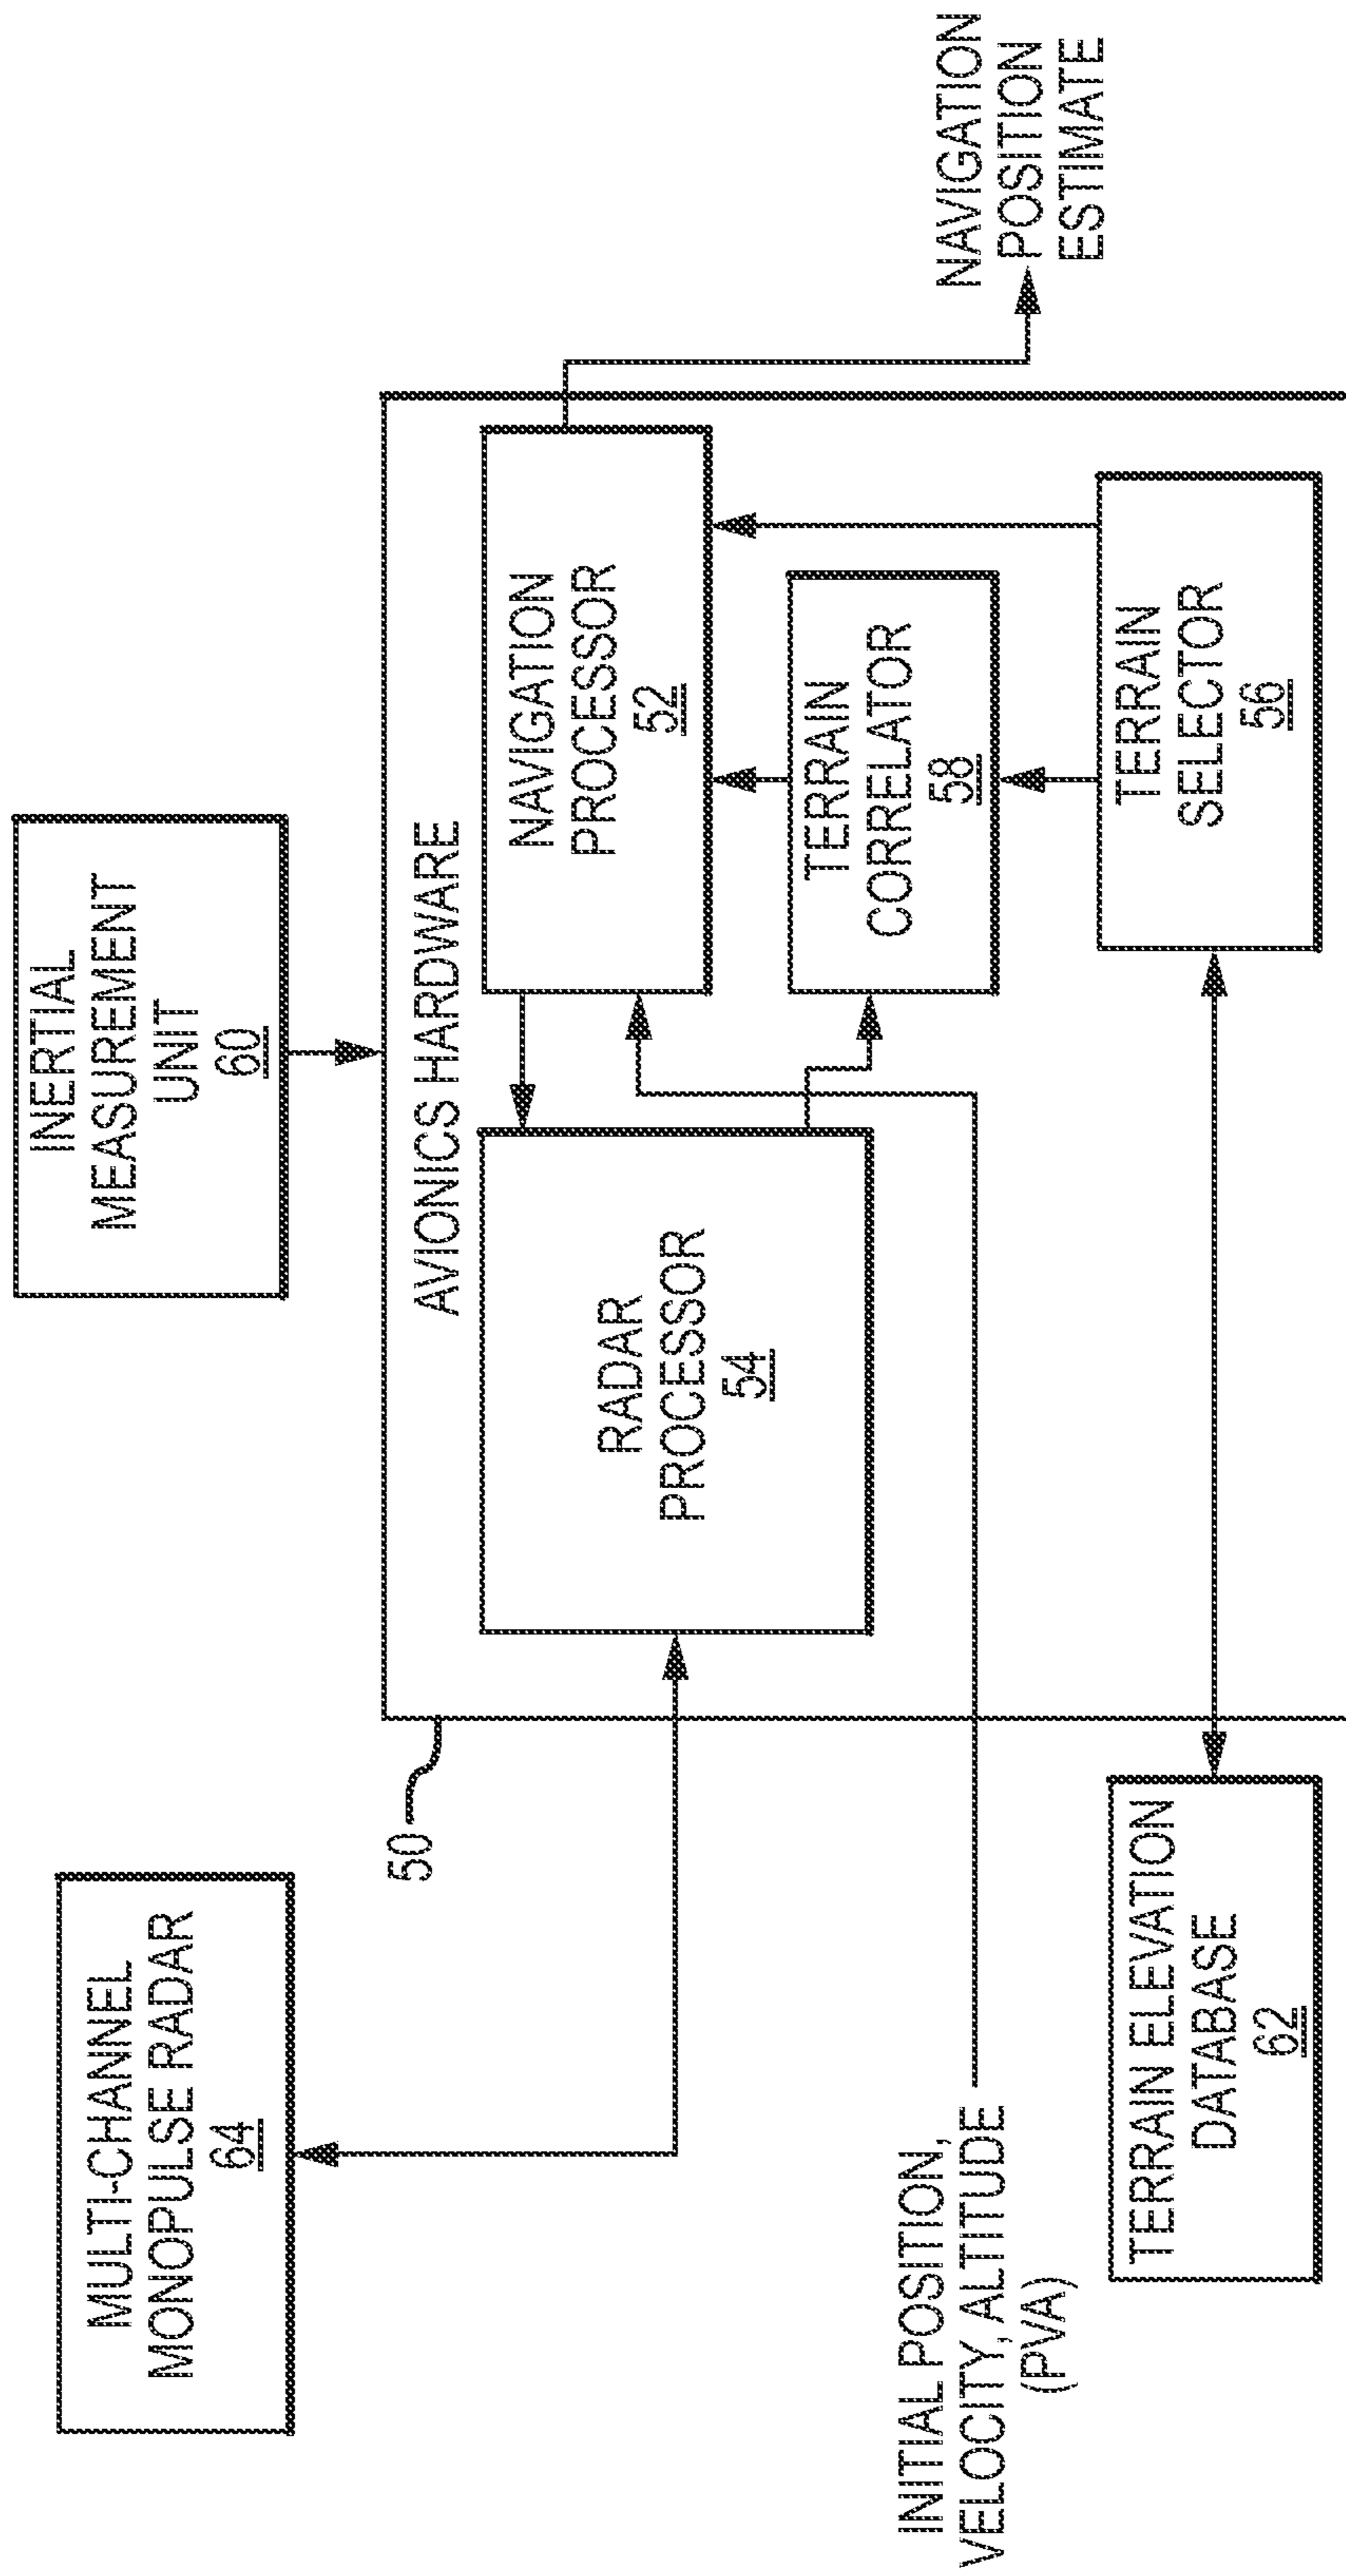 INERTIAL
MEASUREMENT
UNIT
60
MULTI-CHANNEL
MONOPULSE RADAR
64
50
AVIONICS HARDWARE
RADAR
PROCESSOR
54
NAVIGATION
PROCESSOR
52
TERRAIN
CORRELATOR
58
TERRAIN
SELECTOR
56
NAVIGATION
POSITION
ESTIMATE
INITIAL POSITION,
VELOCITY, ALTITUDE
(PVA)
TERRAIN ELEVATION
DATABASE
62